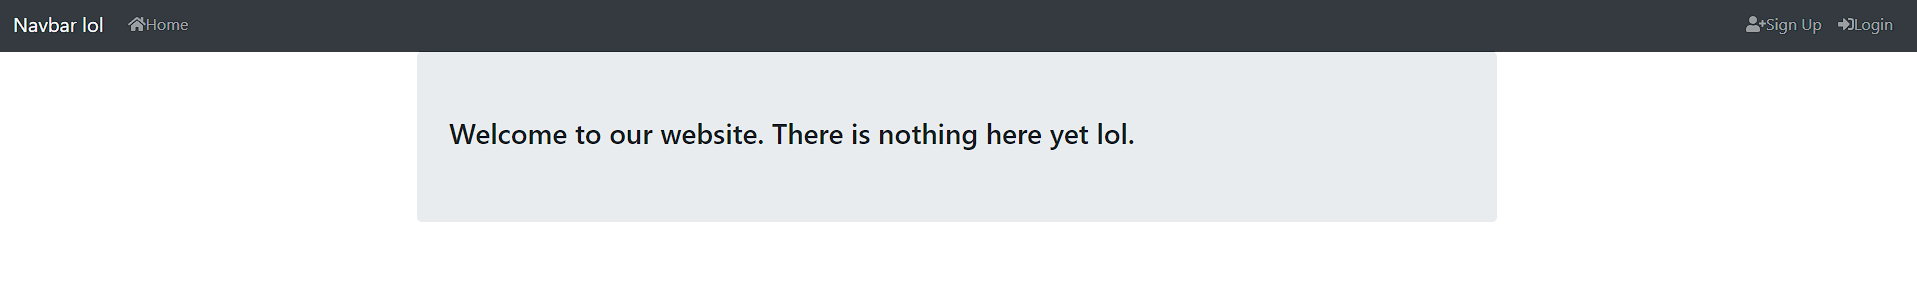 Navbar lol Home Sign Up Login
Welcome to our website. There is nothing here yet lol.